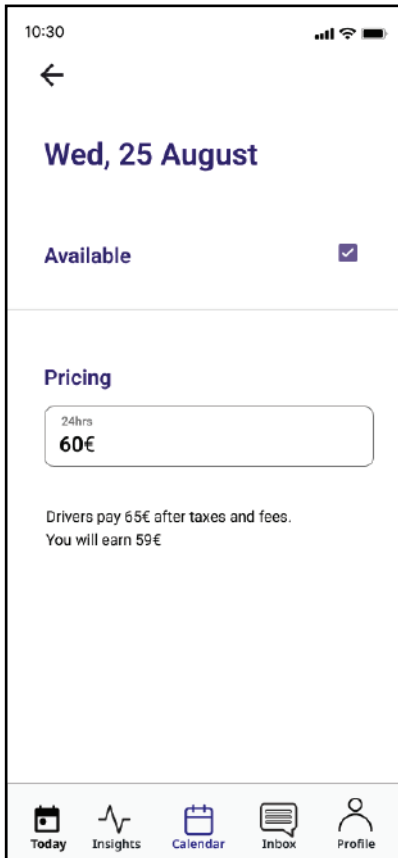 10:30
Wed, 25 August
Available
Pricing
24hrs
60€
Drivers pay 65€ after taxes and fees.
You will earn 59€
Today Insights Calendar Inbox Profile